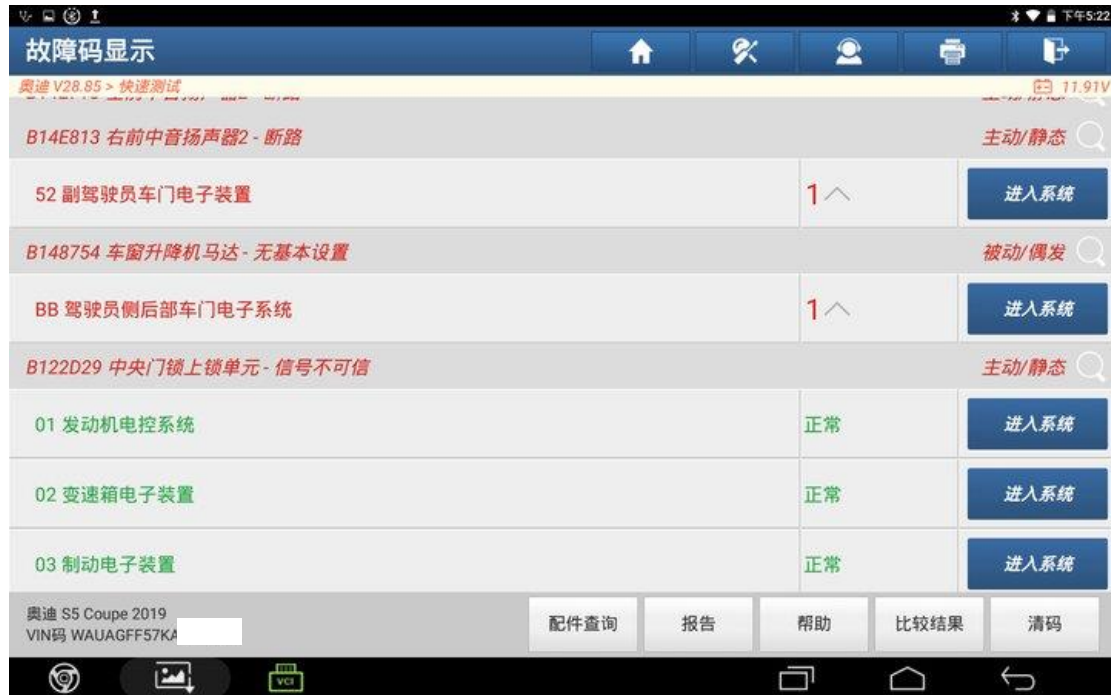 下午5:22
故障码显示
奥迪 V28.85 > 快速测试
11.91V
B14E813 右前中音扬声器2 - 断路
主动/静态
52 副驾驶员车门电子装置
1
进入系统
B148754 车窗升降机马达 - 无基本设置
被动/偶发
BB 驾驶员侧后部车门电子系统
1
进入系统
B122D29 中央门锁上锁单元 - 信号不可信
主动/静态
01 发动机电控系统
正常
进入系统
02 变速箱电子装置
正常
进入系统
03 制动电子装置
正常
进入系统
奥迪 S5 Coupe 2019
VIN码 WAUAGFF57KA
配件查询
报告
帮助
比较结果
清码
VCI